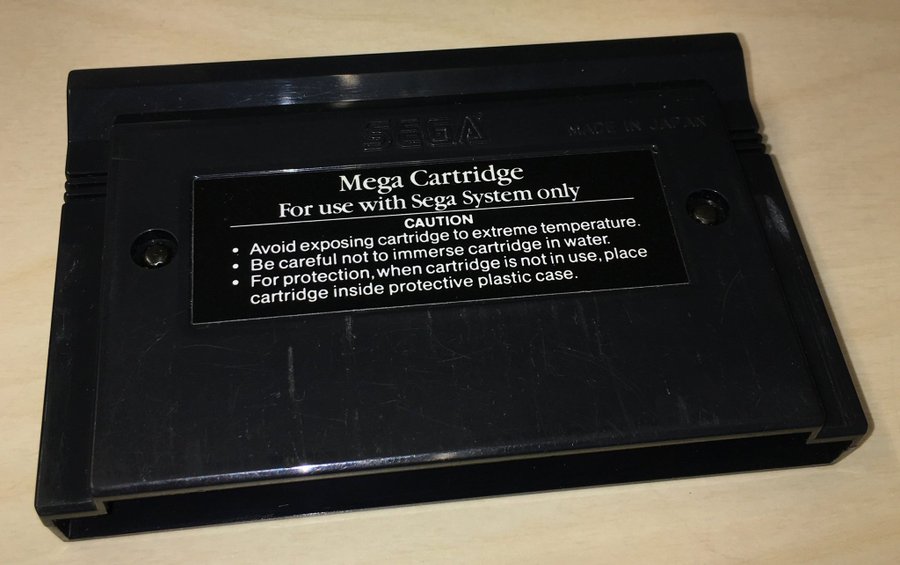 SEGA
MADE IN JAPAN
Mega Cartridge
For use with Sega System only
CAUTION
• Avoid exposing cartridge to extreme temperature.
• Be careful not to immerse cartridge in water.
• For protection, when cartridge is not in use, place
cartridge inside protective plastic case.